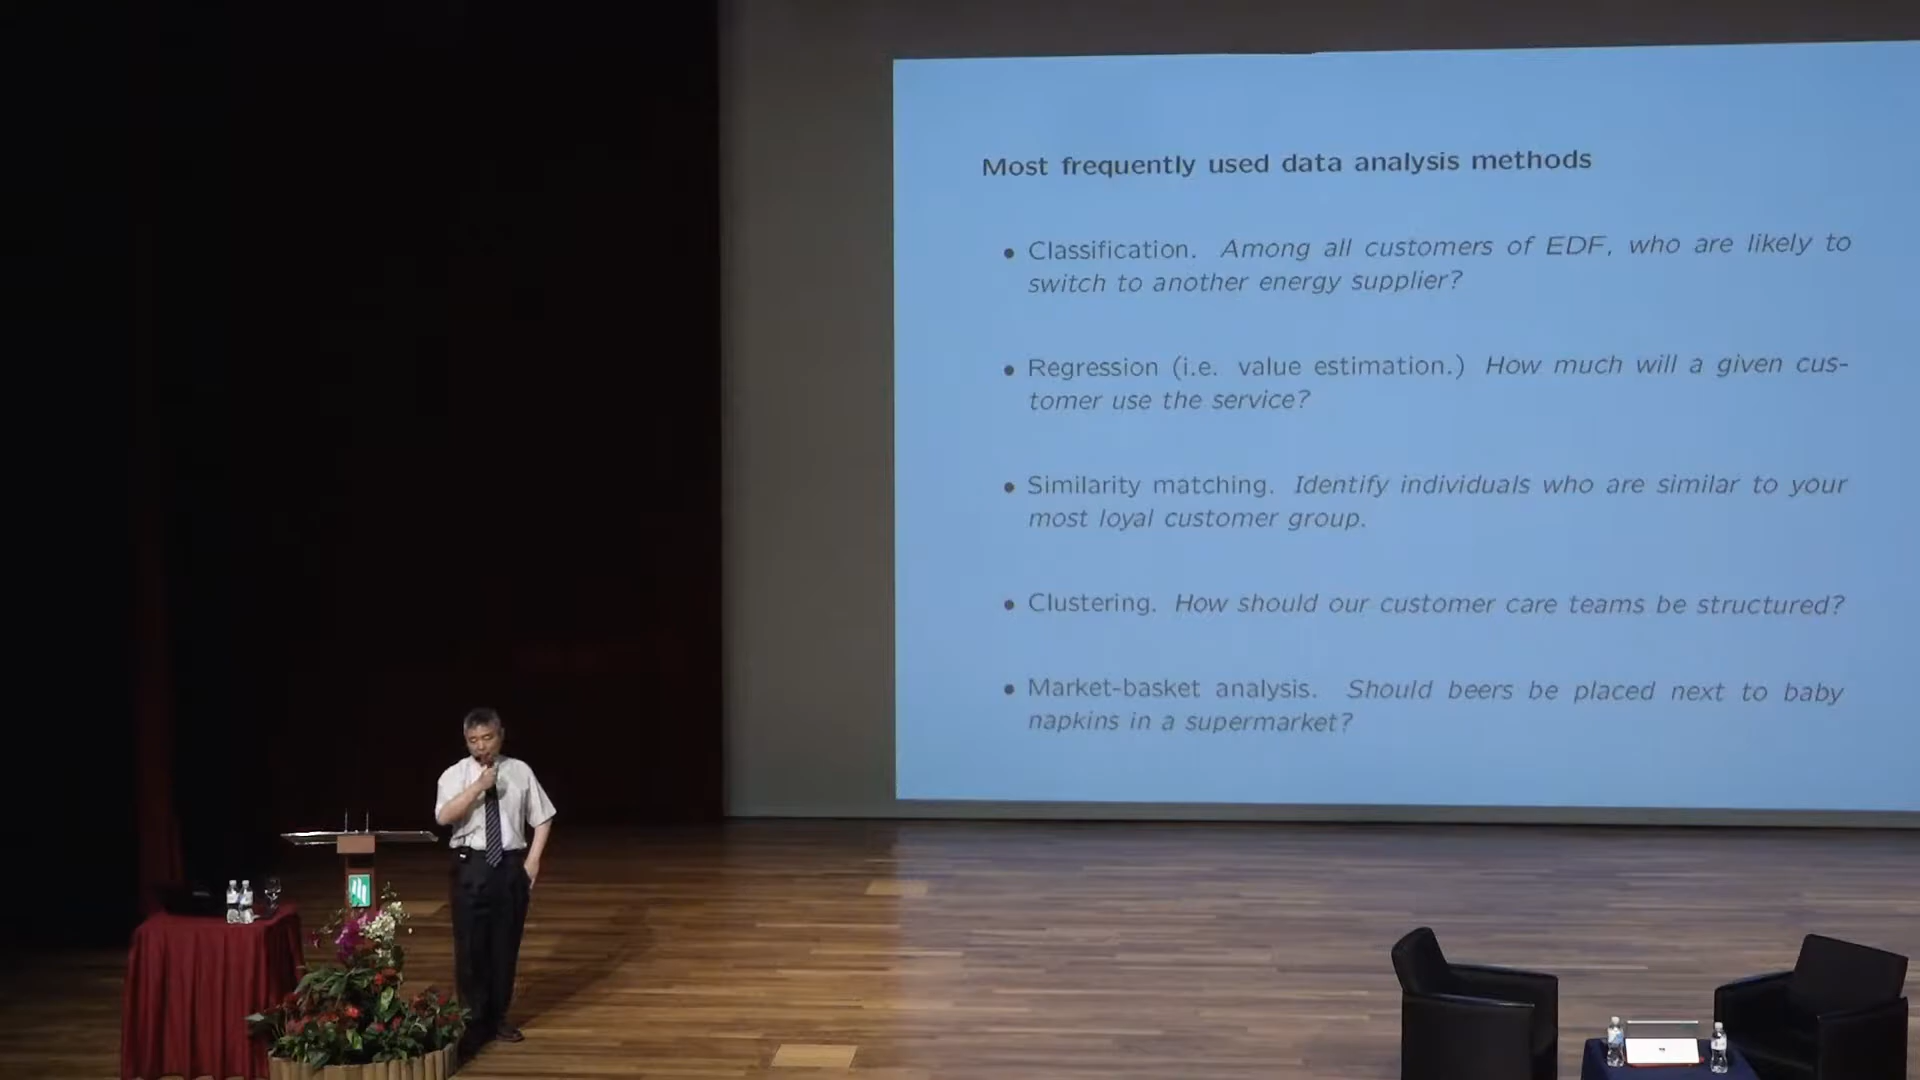 Most frequently used data analysis methods
• Classification. Among all customers of EDF, who are likely to
switch to another energy supplier?
• Regression (i.e. value estimation.) How much will a given cus-
tomer use the service?
• Similarity matching. Identify individuals who are similar to your
most loyal customer group.
• Clustering. How should our customer care teams be structured?
• Market-basket analysis. Should beers be placed next to baby
napkins in a supermarket?